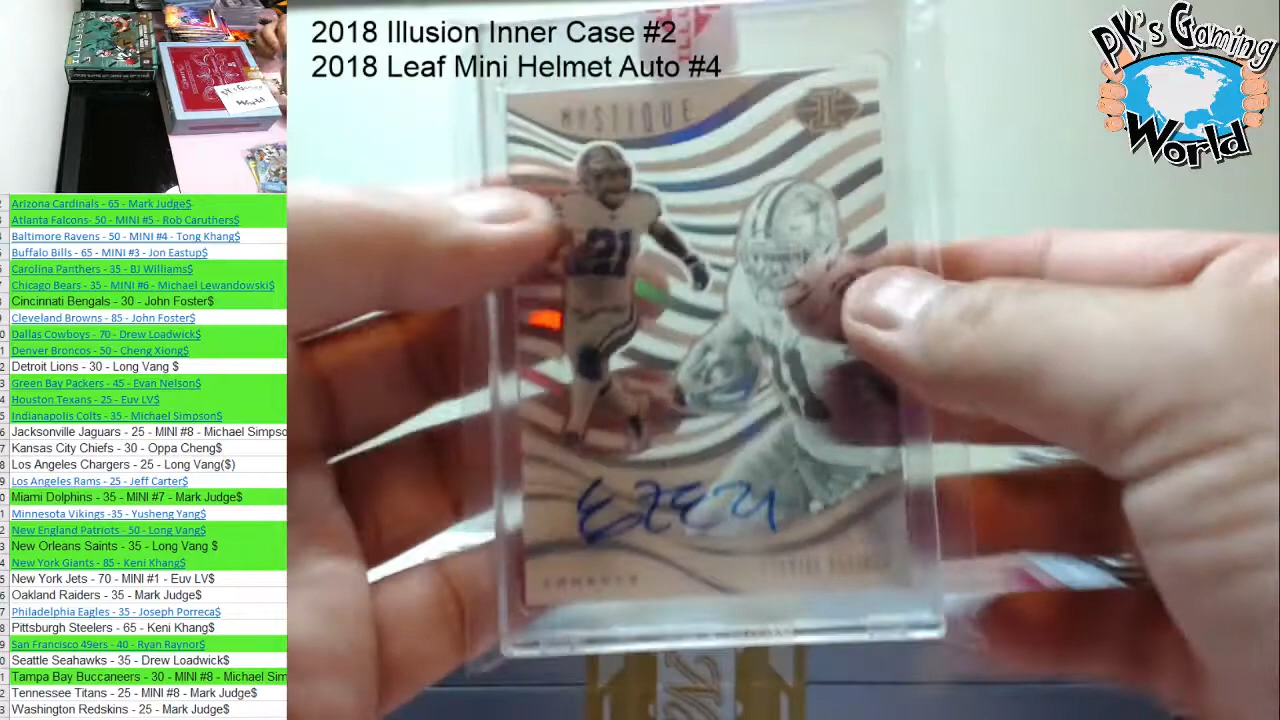 2018 Illusion Inner Case #2
2018 Leaf Mini Helmet Auto #4
PK's Gaming
World
MYSTIQUE
21
EZE 21
COWBOYS
Arizona Cardinals - 65 - Mark Judge$
Atlanta Falcons- 50 - MINI #5 - Rob Caruthers$
Baltimore Ravens - 50 - MINI #4 - Tong Khang$
Buffalo Bills - 65 - MINI #3 - Jon Eastup$
Carolina Panthers - 35 - BJ Williams$
Chicago Bears - 35 - MINI #6 - Michael Lewandowski$
Cincinnati Bengals - 30 - John Foster$
Cleveland Browns - 85 - John Foster$
Dallas Cowboys - 70 - Drew Loadwick$
Denver Broncos - 50 - Cheng Xiong$
Detroit Lions - 30 - Long Vang $
Green Bay Packers - 45 - Evan Nelson$
Houston Texans - 25 - Euv LV$
Indianapolis Colts - 35 - Michael Simpson$
Jacksonville Jaguars - 25 - MINI #8 - Michael Simpso
Kansas City Chiefs - 30 - Oppa Cheng$
Los Angeles Chargers - 25 - Long Vang($)
Los Angeles Rams - 25 - Jeff Carter$
Miami Dolphins - 35 - MINI #7 - Mark Judge$
Minnesota Vikings -35 - Yusheng Yang$
New England Patriots - 50 - Long Vang$
New Orleans Saints - 35 - Long Vang $
New York Giants - 85 - Keni Khang$
New York Jets - 70 - MINI #1 - Euv LV$
Oakland Raiders - 35 - Mark Judge$
Philadelphia Eagles - 35 - Joseph Porreca$
Pittsburgh Steelers - 65 - Keni Khang$
San Francisco 49ers - 40 - Ryan Raynor$
Seattle Seahawks - 35 - Drew Loadwick$
Tampa Bay Buccaneers - 30 - MINI #8 - Michael Sim
Tennessee Titans - 25 - MINI #8 - Mark Judge$
Washington Redskins - 25 - Mark Judge$